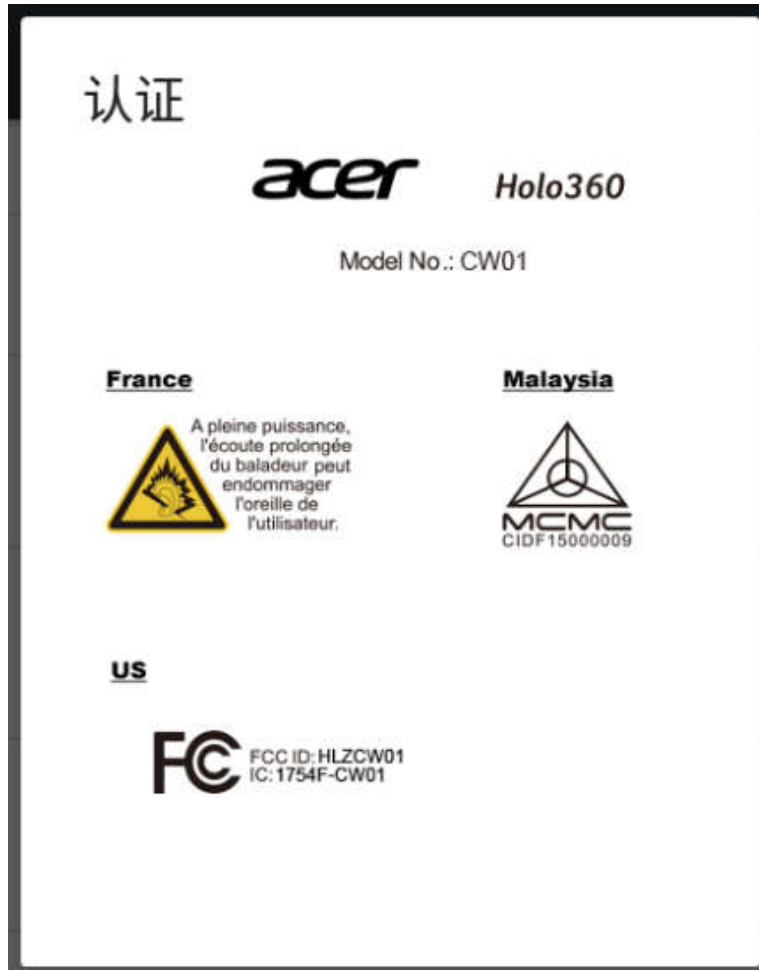 认证
acer Holo360
Model No.: CW01
France
A pleine puissance,
l'écoute prolongée
du baladeur peut
endommager
l'oreille de
l'utilisateur.
Malaysia
MCMC
CIDF15000009
US
FC FCC ID: HLZCW01
IC: 1754F-CW01